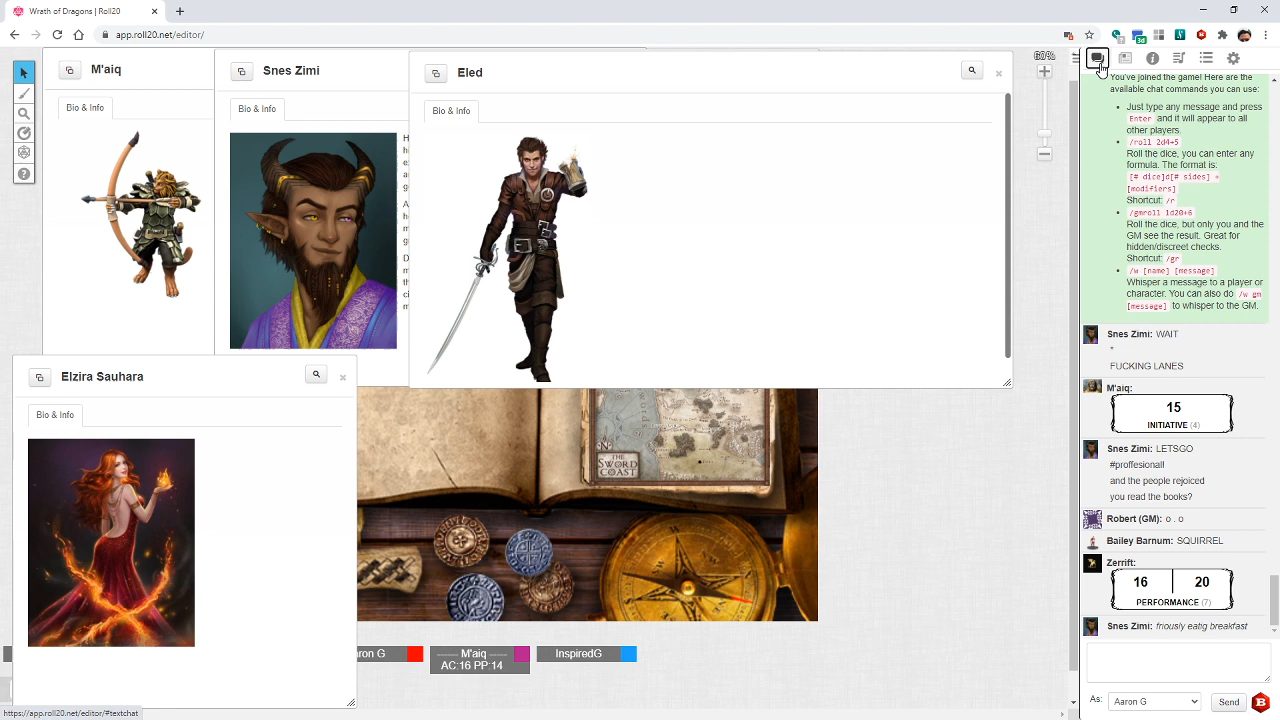 Wrath of Dragons | Roll20
app.roll20.net/editor/
M'aiq
Bio & Info
Snes Zimi
Bio & Info
Eled
Bio & Info
Elzira Sauhara
Bio & Info
THE
SWORD
COAST
60%
You've joined the game! Here are the
available chat commands you can use:
Just type any message and press
Enter and it will appear to all
other players.
/roll 2d4+5
Roll the dice, you can enter any
formula. The format is:
[# dice]d[# sides] +
[modifiers]
Shortcut: /r
/gmroll 1d20+6
Roll the dice, but only you and the
GM see the result. Great for
hidden/discreet checks.
Shortcut: /gr
/w [name] [message]
Whisper a message to a player or
character. You can also do /w gm
[message] to whisper to the GM.
Snes Zimi: WAIT
*
FUCKING LANES
M'aiq:
15
INITIATIVE (4)
Snes Zimi: LETSGO
#proffesionall
and the people rejoiced
you read the books?
Robert (GM): o . o
Bailey Barnum: SQUIRREL
Zerrift:
16 20
PERFORMANCE (7)
Snes Zimi: friously eatig breakfast
As: Aaron G Send
aron G
M'aiq
AC:16 PP:14
InspiredG
https://app.roll20.net/editor/#textchat